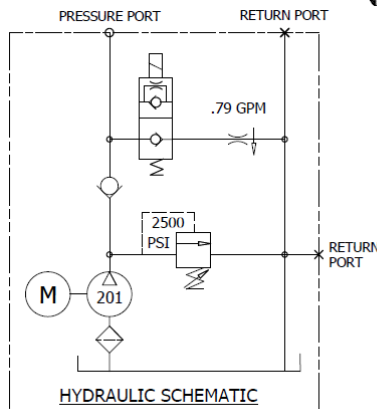 PRESSURE PORT
RETURN PORT
.79 GPM
2500
PSI
RETURN
PORT
M
201
HYDRAULIC SCHEMATIC